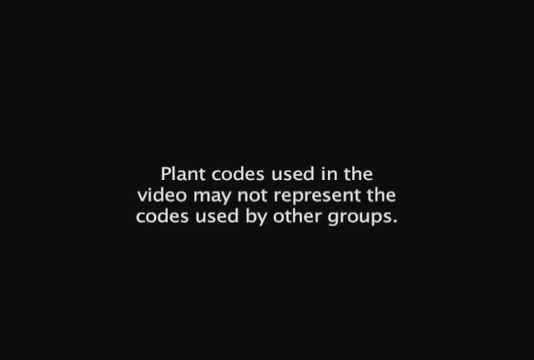 Plant codes used in the
video may not represent the
codes used by other groups.